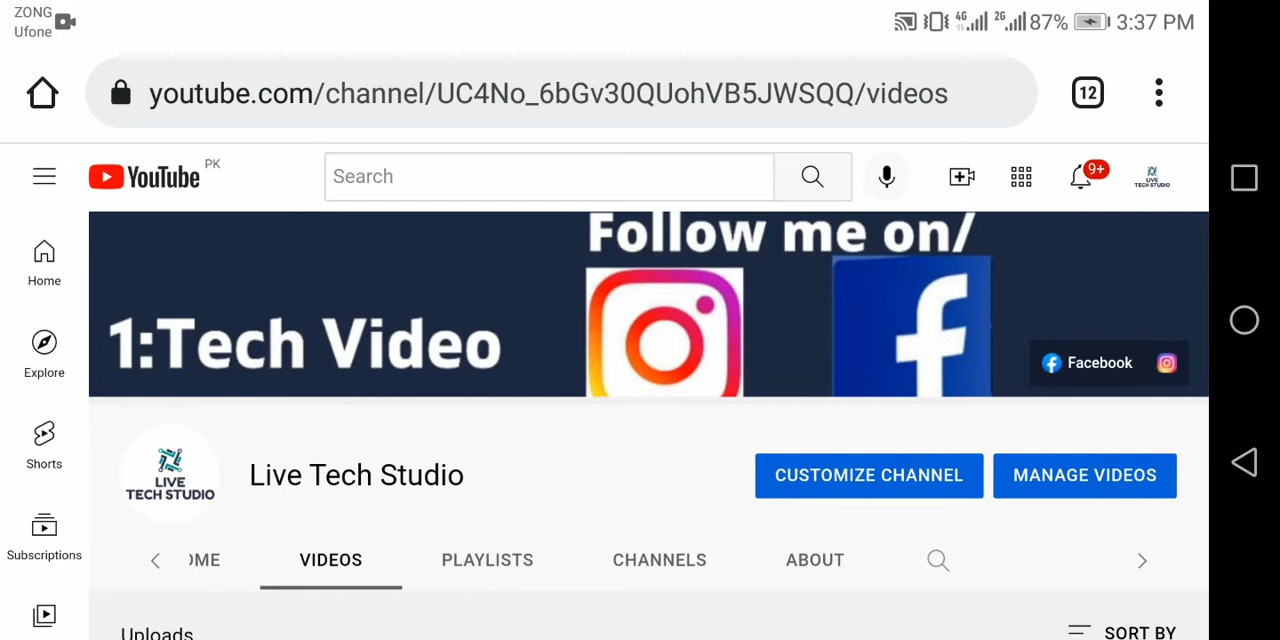 ZONG
Ufone
4G 2G 87% 3:37 PM
youtube.com/channel/UC4No_6bGv30QUohVB5JWSQQ/videos
12
YouTube PK
Search
9+
LIVE
TECH STUDIO
Follow me on/
1:Tech Video
Facebook
Home
Explore
Shorts
Subscriptions
LIVE
TECH STUDIO
Live Tech Studio
CUSTOMIZE CHANNEL
MANAGE VIDEOS
OME VIDEOS PLAYLISTS CHANNELS ABOUT
Uploads
SORT BY